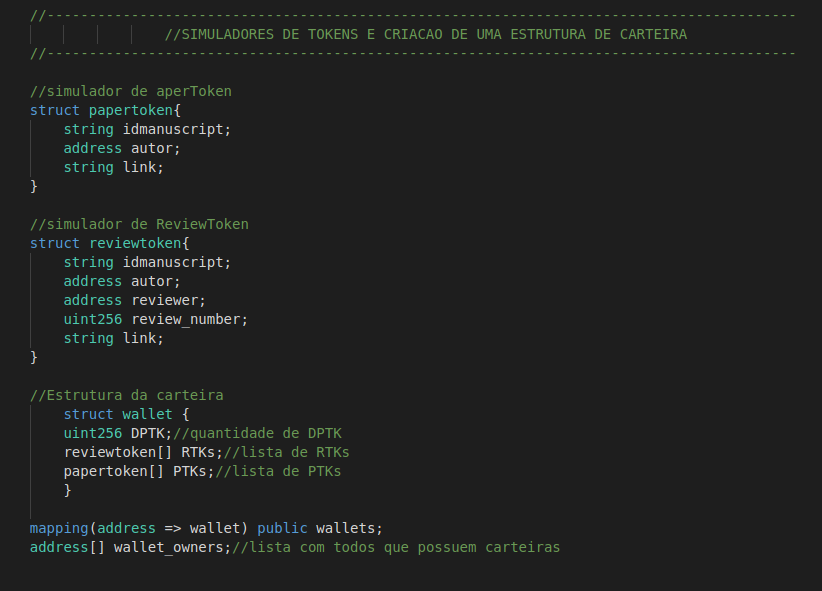 //-----------------------------------------------------------------------------------------
//SIMULADORES DE TOKENS E CRIACAO DE UMA ESTRUTURA DE CARTEIRA
//-----------------------------------------------------------------------------------------
//simulador de aperToken
struct papertoken{
    string idmanuscript;
    address autor;
    string link;
}
//simulador de ReviewToken
struct reviewtoken{
    string idmanuscript;
    address autor;
    address reviewer;
    uint256 review_number;
    string link;
}
//Estrutura da carteira
    struct wallet {
    uint256 DPTK;//quantidade de DPTK
    reviewtoken[] RTKs;//lista de RTKs
    papertoken[] PTKs;//lista de PTKs
    }
mapping(address => wallet) public wallets;
address[] wallet_owners;//lista com todos que possuem carteiras